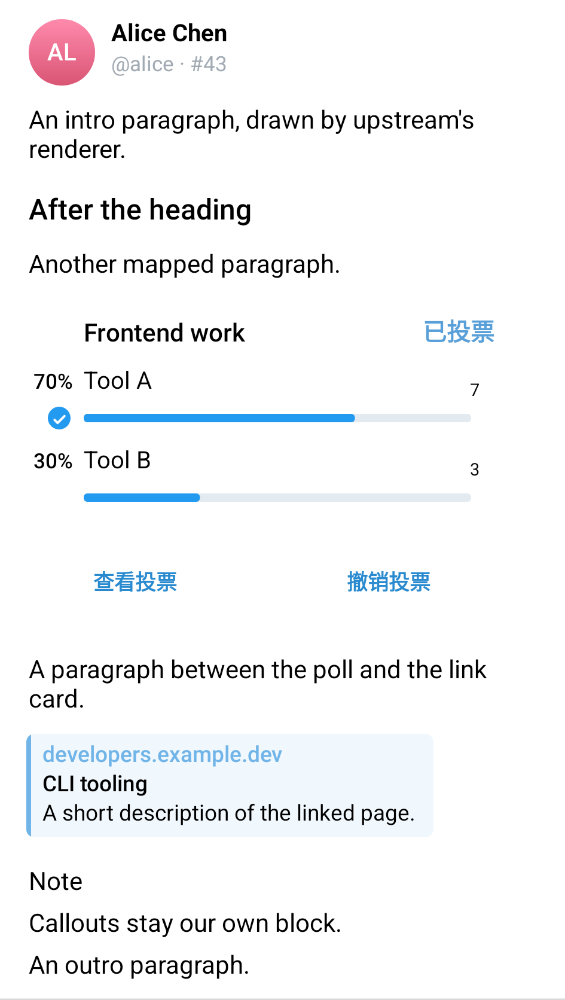 AL
Alice Chen
@alice · #43
An intro paragraph, drawn by upstream's
renderer.
After the heading
Another mapped paragraph.
Frontend work
已投票
70% Tool A
7
30% Tool B
3
查看投票
撤销投票
A paragraph between the poll and the link
card.
developers.example.dev
CLI tooling
A short description of the linked page.
Note
Callouts stay our own block.
An outro paragraph.